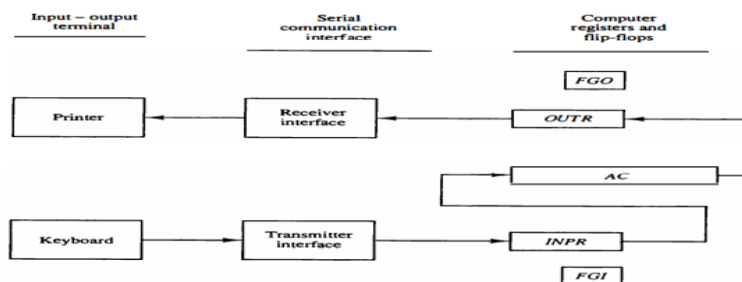 Input – output
terminal
Serial
communication
interface
Computer
registers and
flip-flops
FGO
Printer
Receiver
interface
OUTR
AC
Keyboard
Transmitter
interface
INPR
FGI